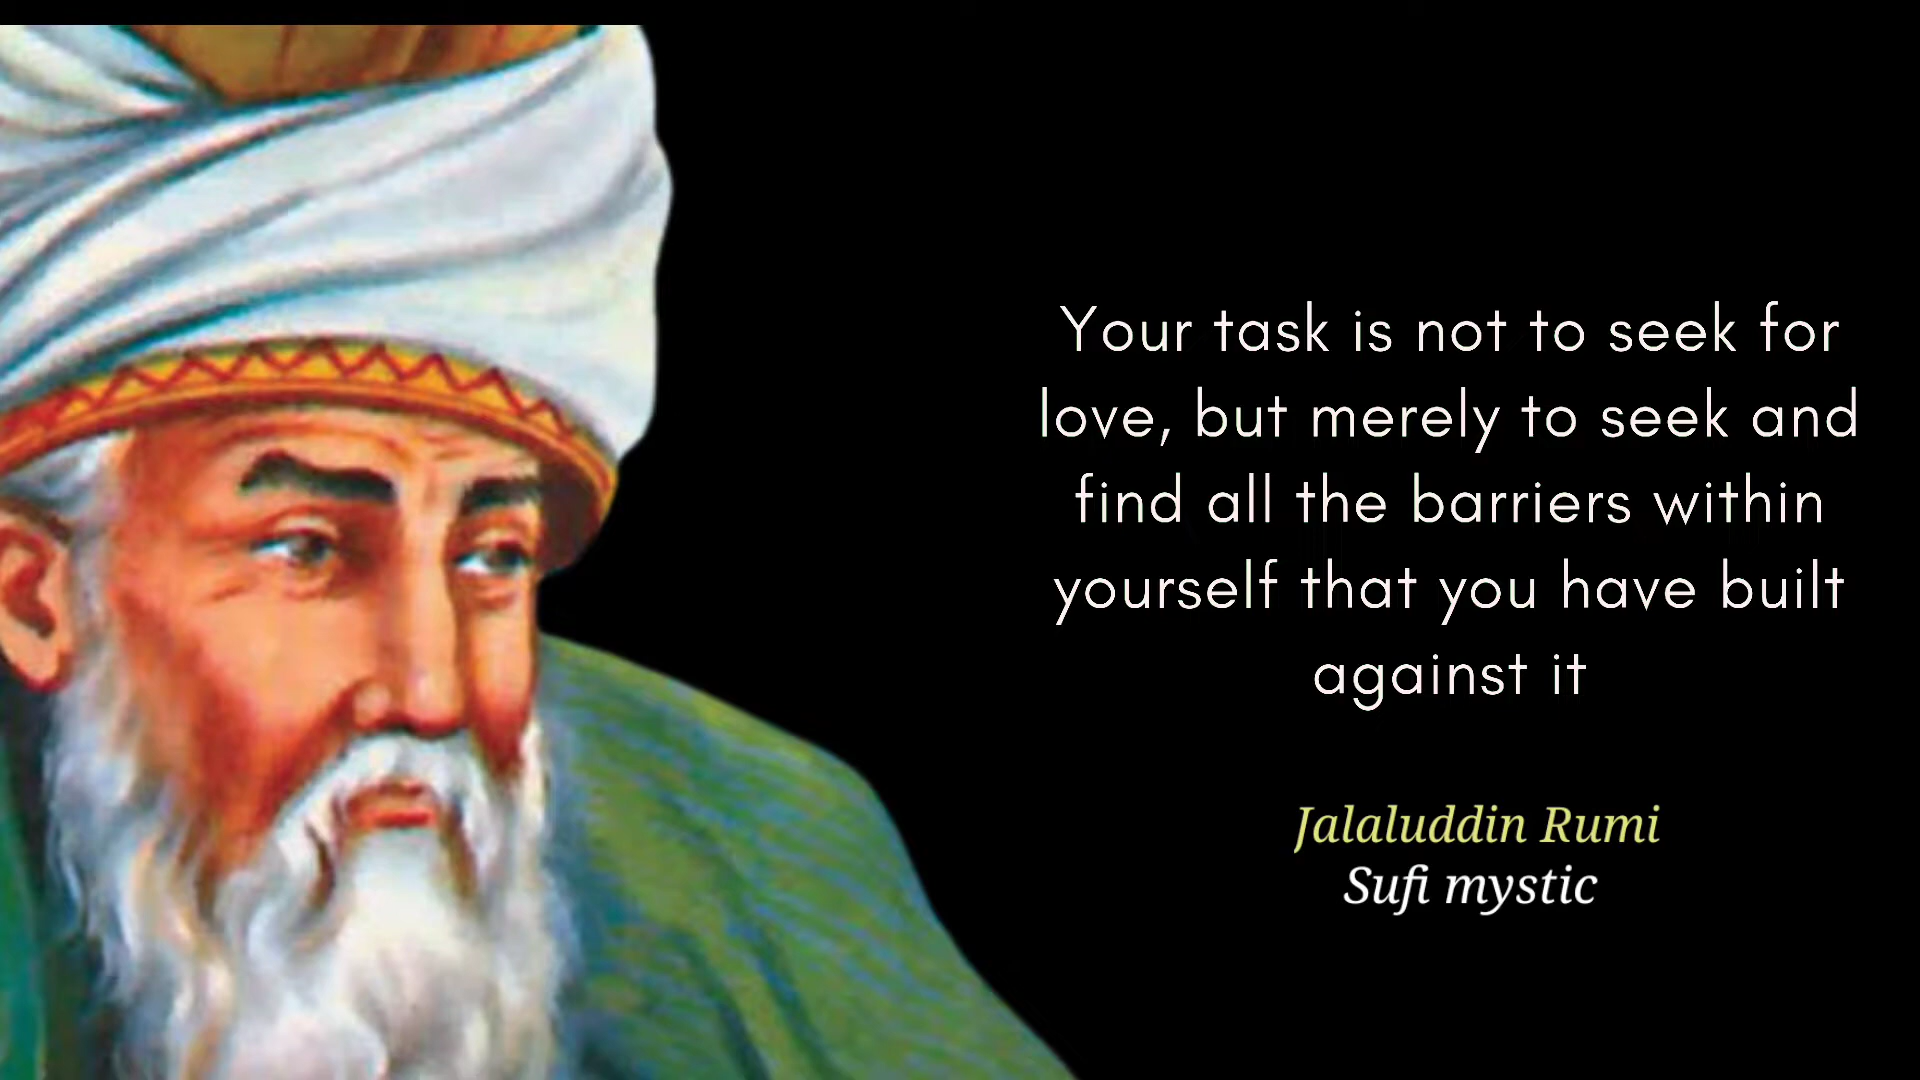 Your task is not to seek for
love, but merely to seek and
find all the barriers within
yourself that you have built
against it
Jalaluddin Rumi
Sufi mystic